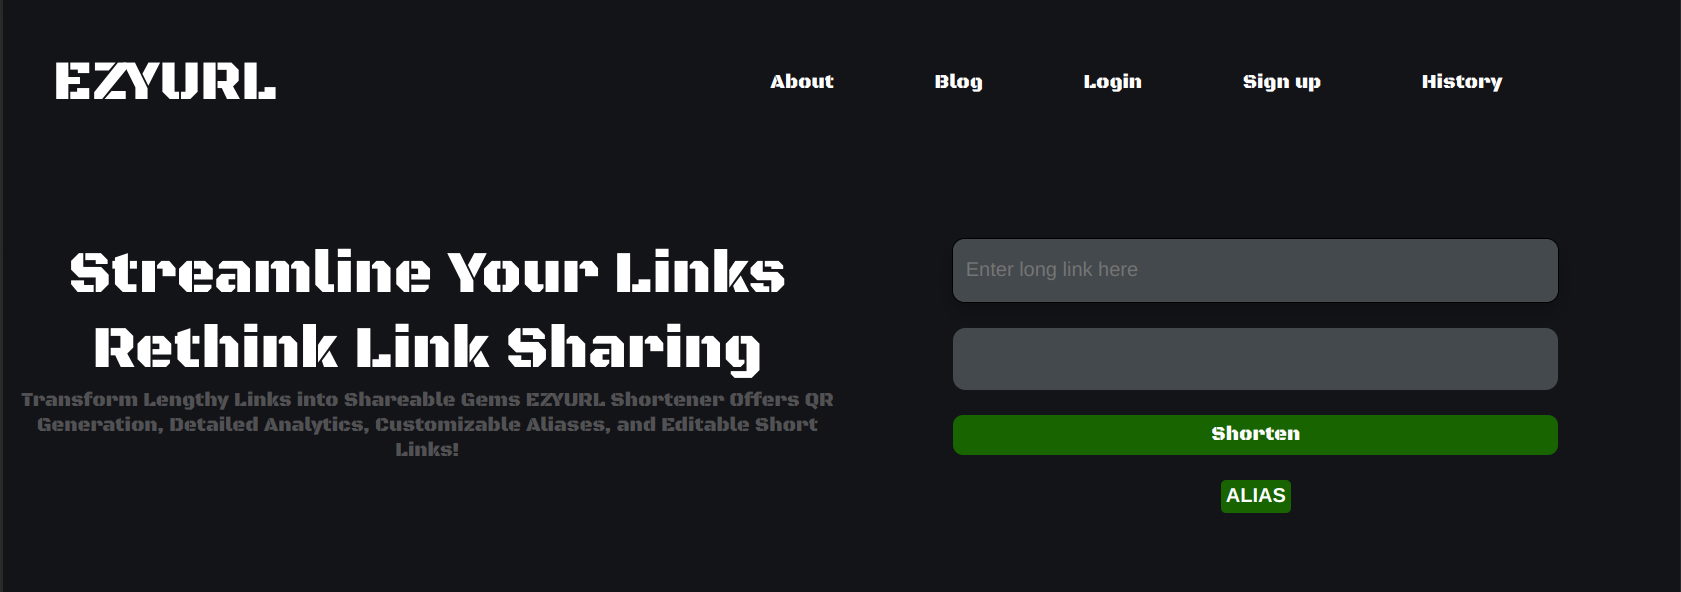 EZYURL
About Blog Login Sign up History
Streamline Your Links
Rethink Link Sharing
Transform Lengthy Links into Shareable Gems EZYURL Shortener Offers QR
Generation, Detailed Analytics, Customizable Aliases, and Editable Short
Links!
Enter long link here
Shorten
ALIAS